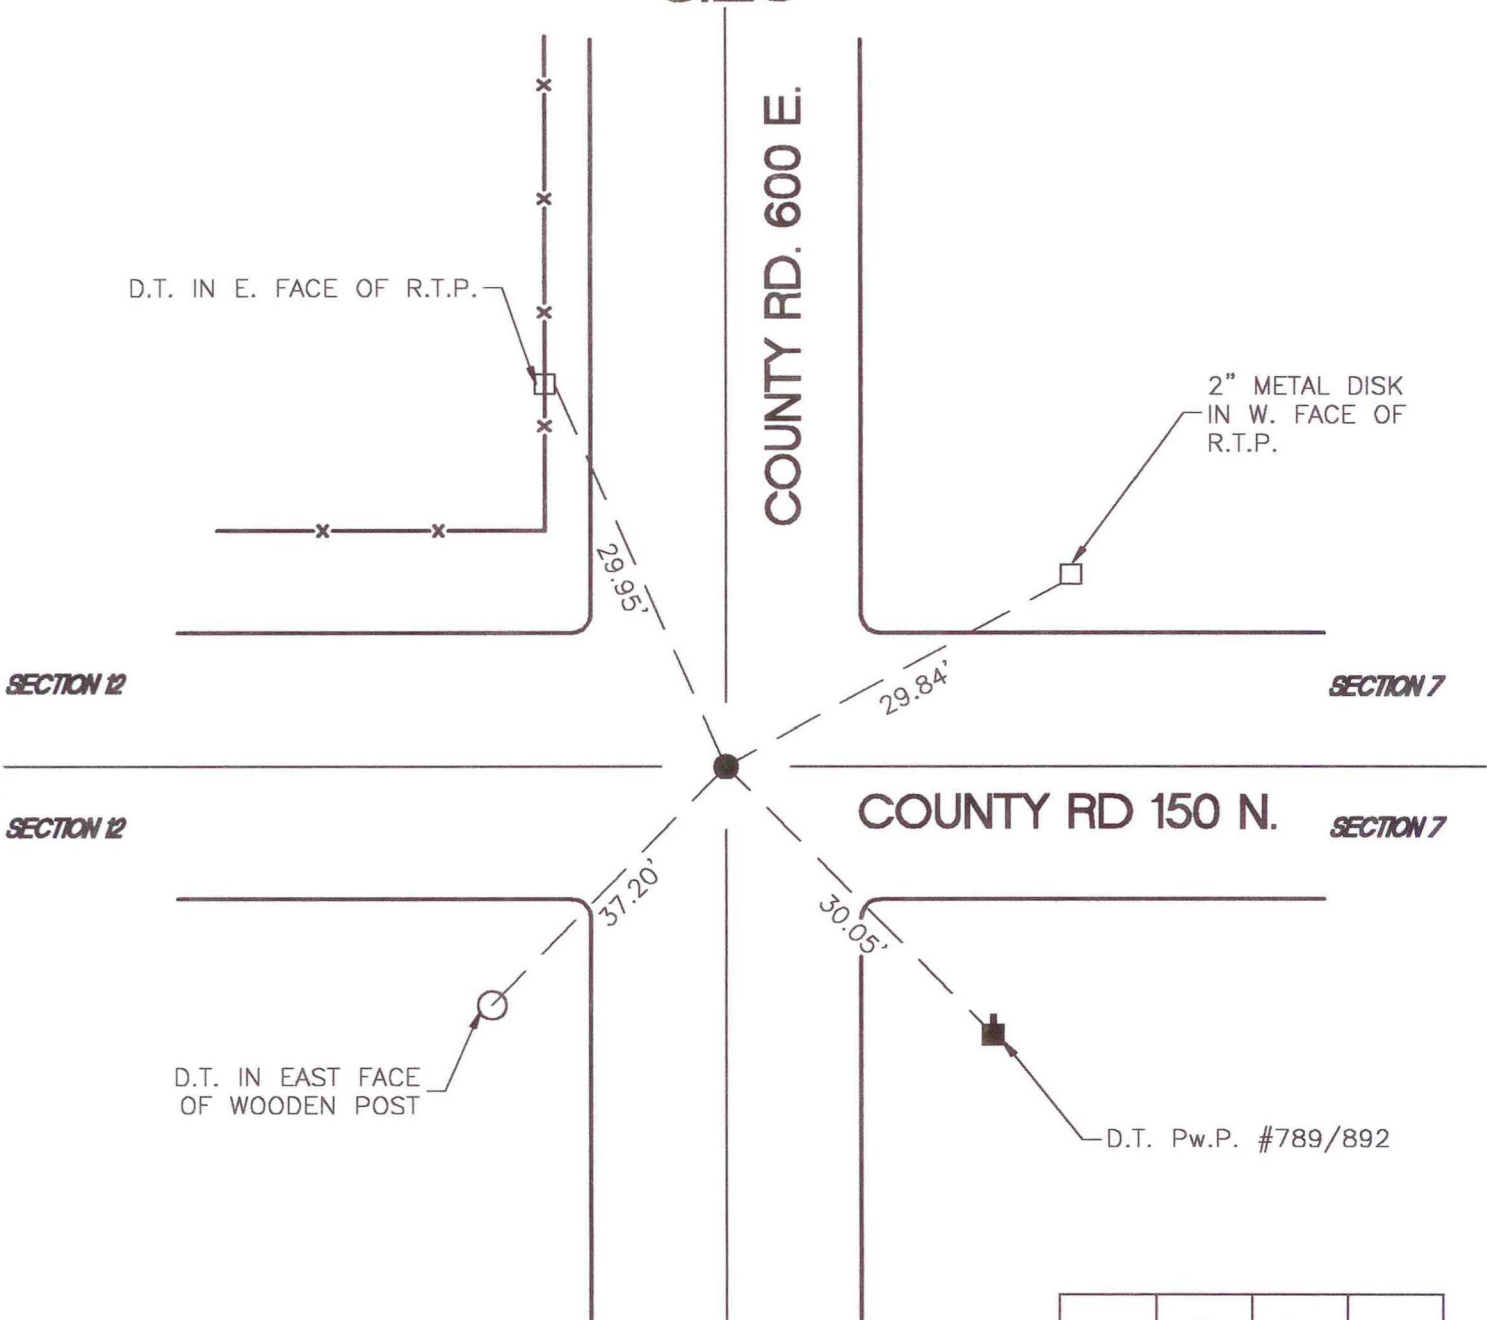 COUNTY RD. 600 E.
D.T. IN E. FACE OF R.T.P.
2" METAL DISK
IN W. FACE OF
R.T.P.
29.95'
29.84'
SECTION 12
SECTION 7
COUNTY RD 150 N.
SECTION 12
SECTION 7
37.20'
30.05'
D.T. IN EAST FACE
OF WOODEN POST
D.T. Pw.P. #789/892